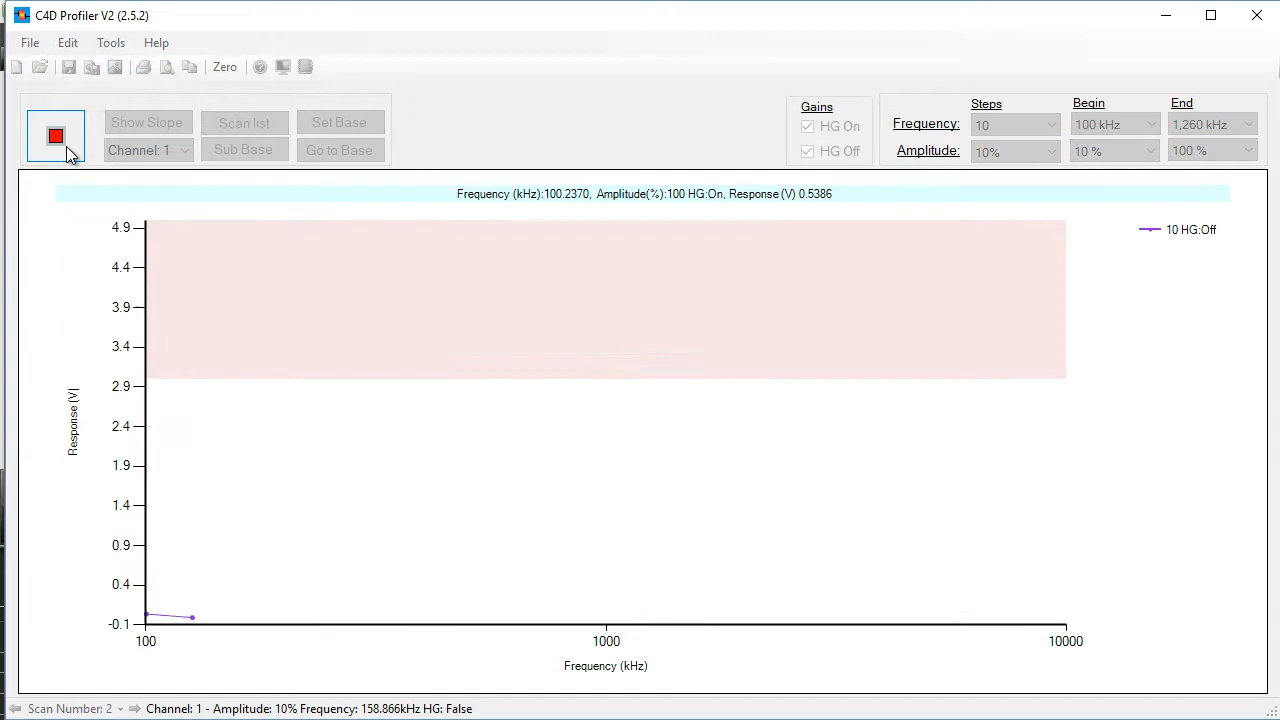 C4D Profiler V2 (2.5.2)
File Edit Tools Help
Zero
Show Slope Scan list Set Base
Channel: 1 Sub Base Go to Base
Gains
HG On
HG Off
Steps Begin End
Frequency: 10 100 kHz 1,260 kHz
Amplitude: 10% 10 % 100 %
Frequency (kHz):100.2370, Amplitude(%):100 HG:On, Response (V) 0.5386
10 HG:Off
4.9
4.4
3.9
3.4
2.9
2.4
1.9
1.4
0.9
0.4
-0.1
Response (V)
100 1000 10000
Frequency (kHz)
Scan Number: 2 Channel: 1 - Amplitude: 10% Frequency: 158.866kHz HG: False